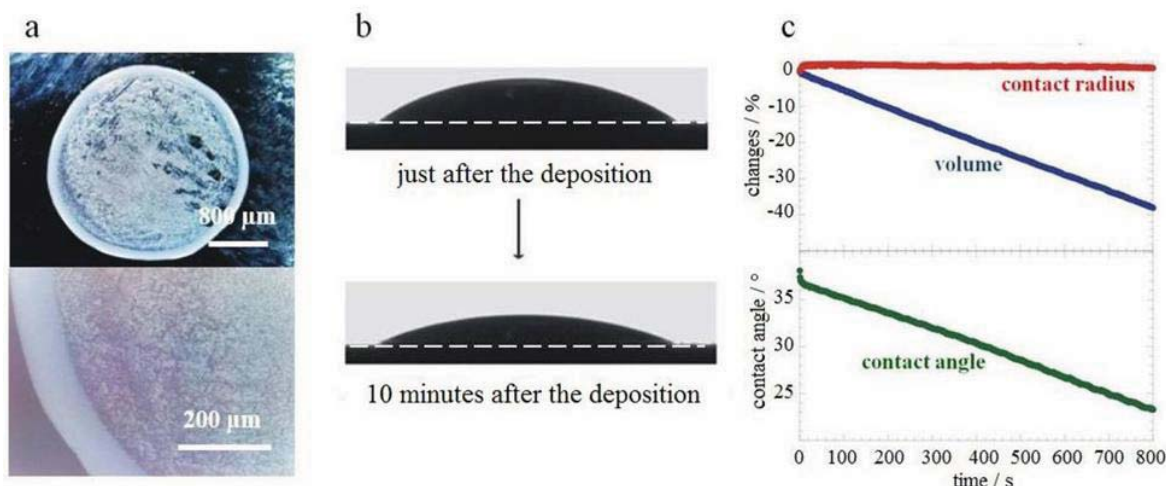 a
800 µm
200 µm
b
just after the deposition
10 minutes after the deposition
c
changes / %
0
-10
-20
-30
-40
contact radius
volume
contact angle / °
35
30
25
contact angle
0 100 200 300 400 500 600 700 800
time / s